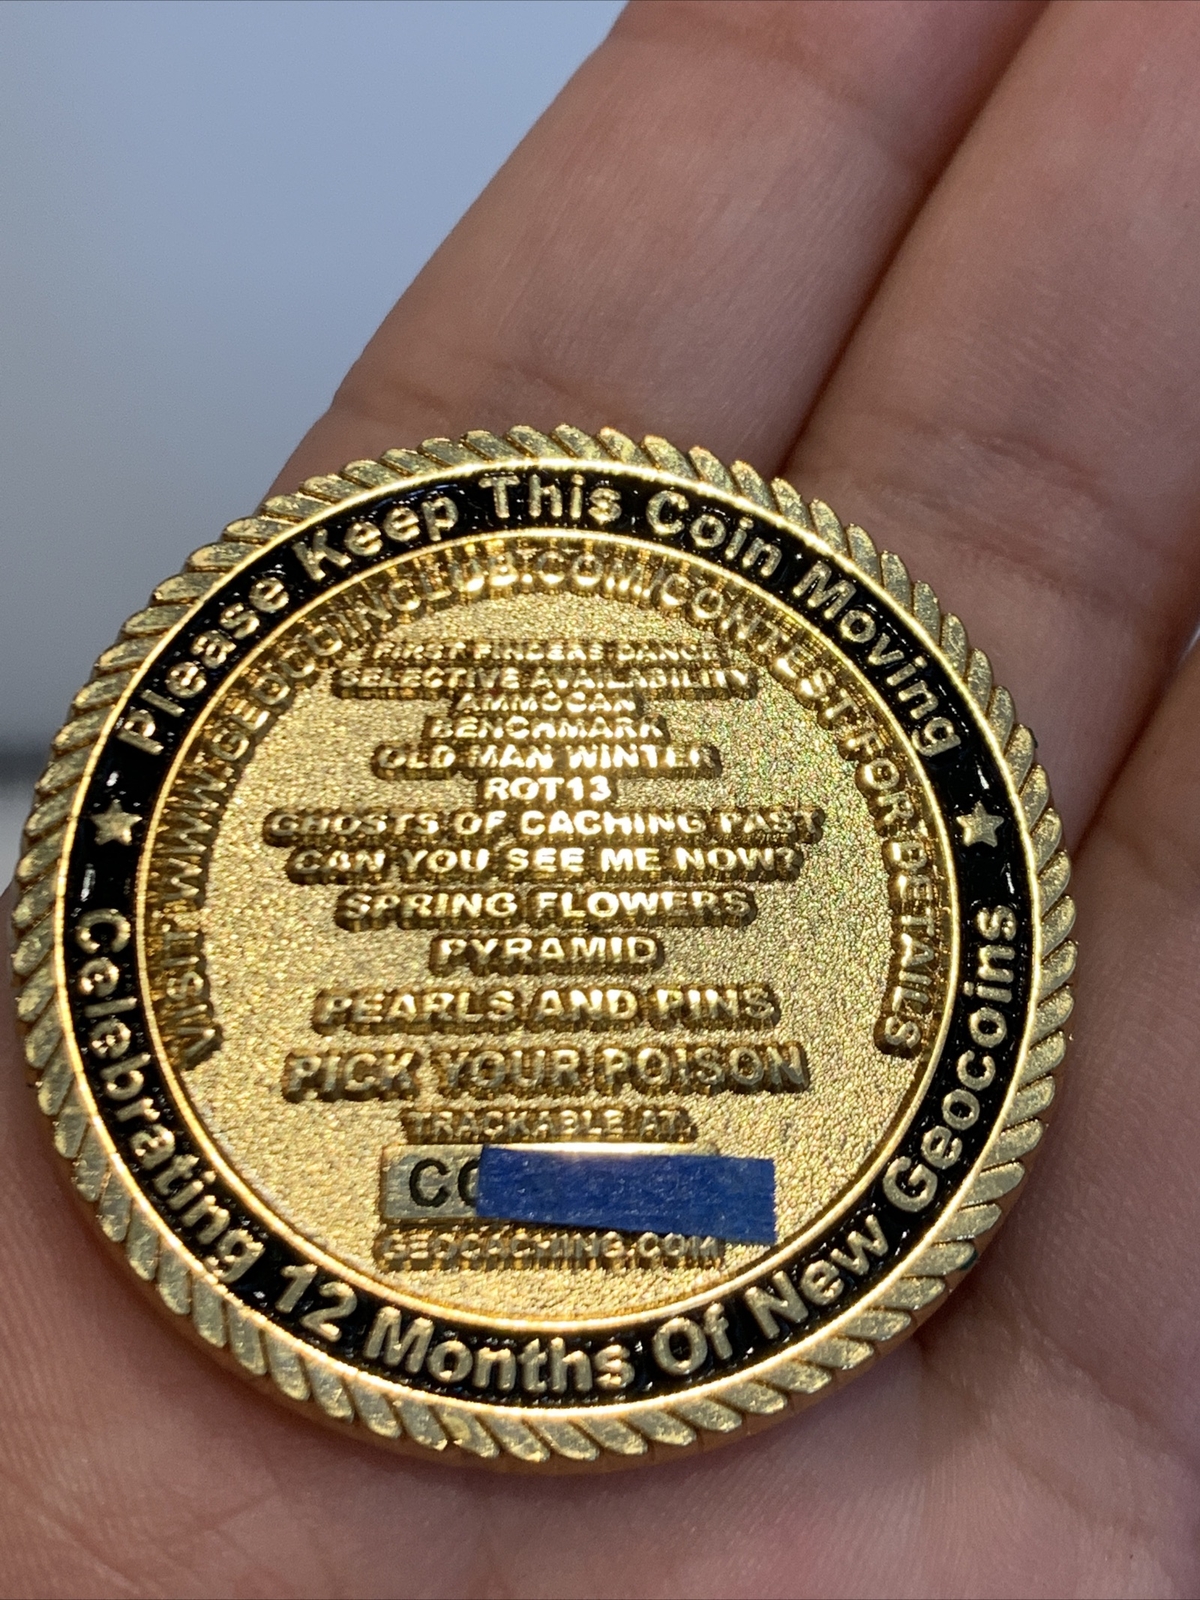 Please Keep This Coin Moving
VISIT WWW.GEOCOINCLUB.COM/CONTEST FOR DETAILS
FIRST FINDERS DANCE
SELECTIVE AVAILABILITY
AMMOCAN
BENCHMARK
OLD MAN WINTER
ROT13
GHOSTS OF CACHING PAST
CAN YOU SEE ME NOW?
SPRING FLOWERS
PYRAMID
PEARLS AND PINS
PICK YOUR POISON
TRACKABLE AT:
GEOCACHING.COM
Celebrating 12 Months Of New Geocoins